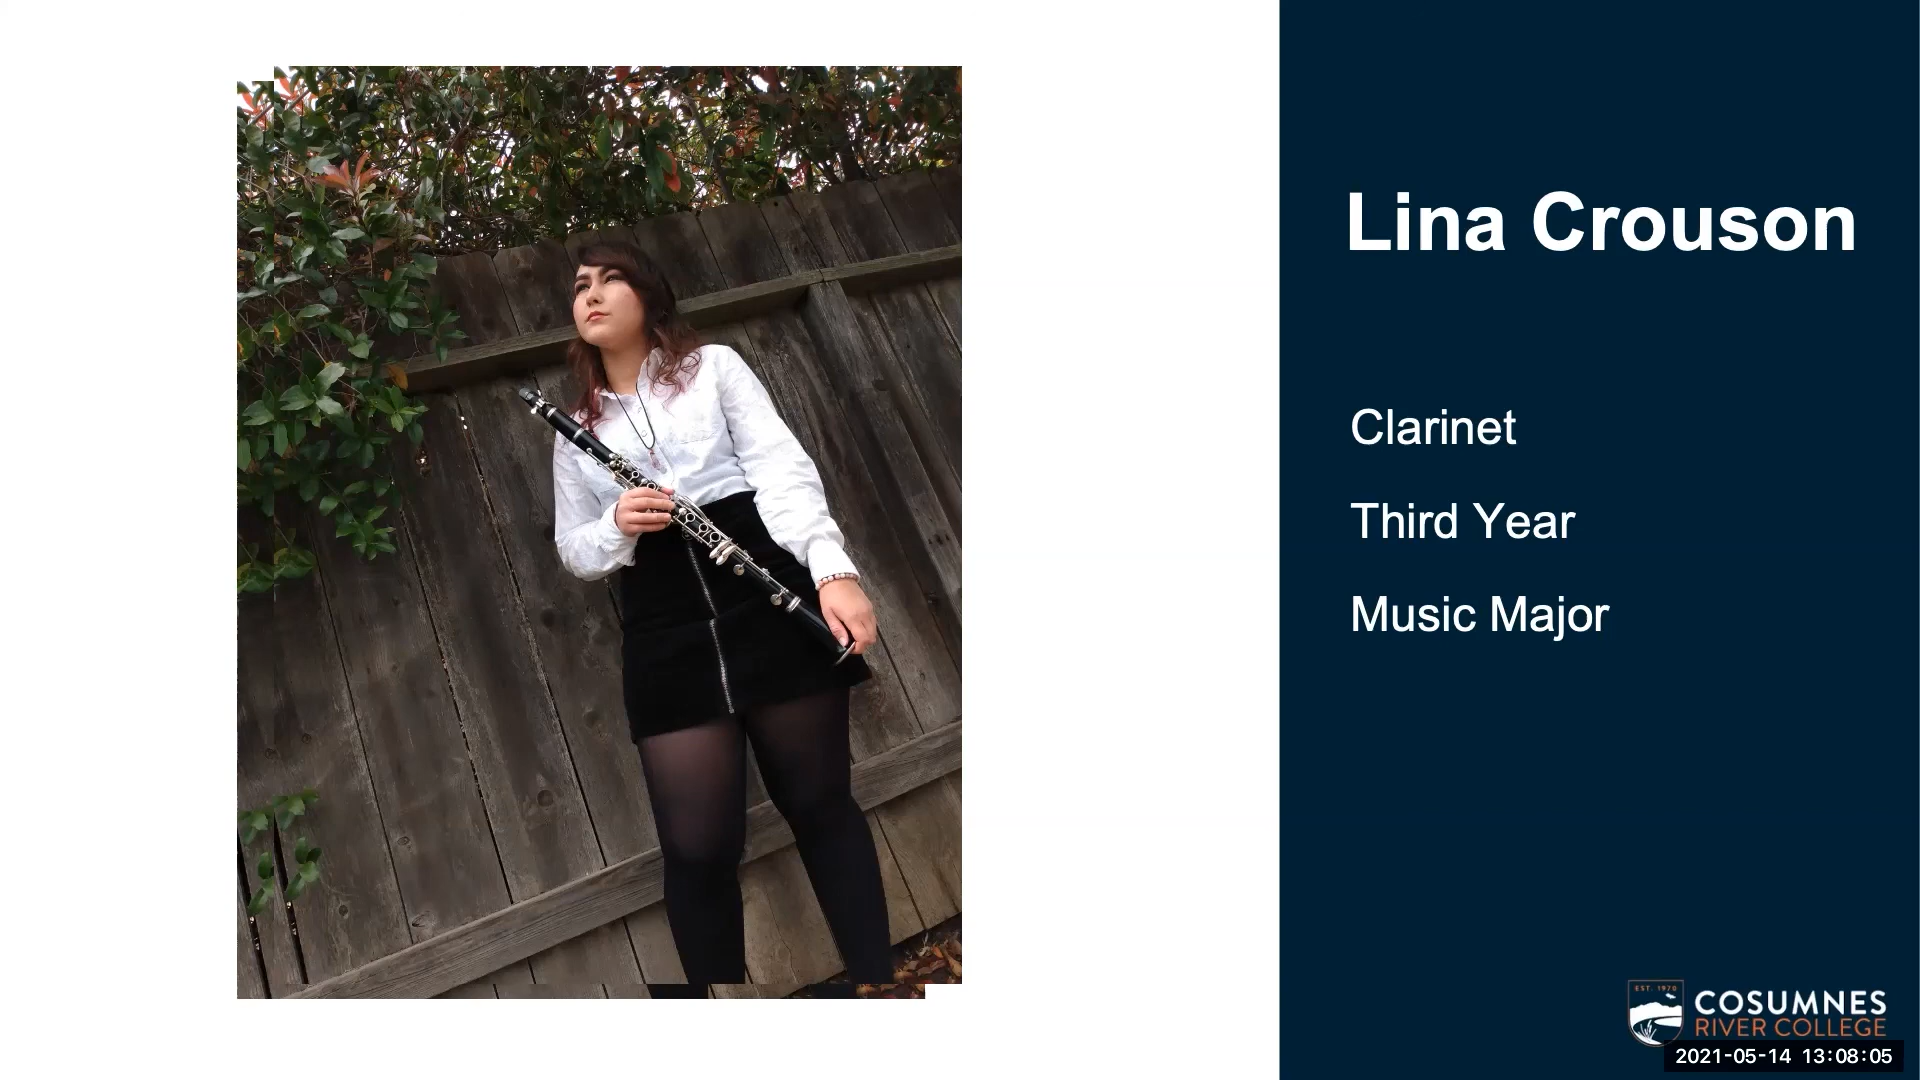 Lina Crouson
Clarinet
Third Year
Music Major
EST. 1970
COSUMNES
RIVER COLLEGE
2021-05-14 13:08:05